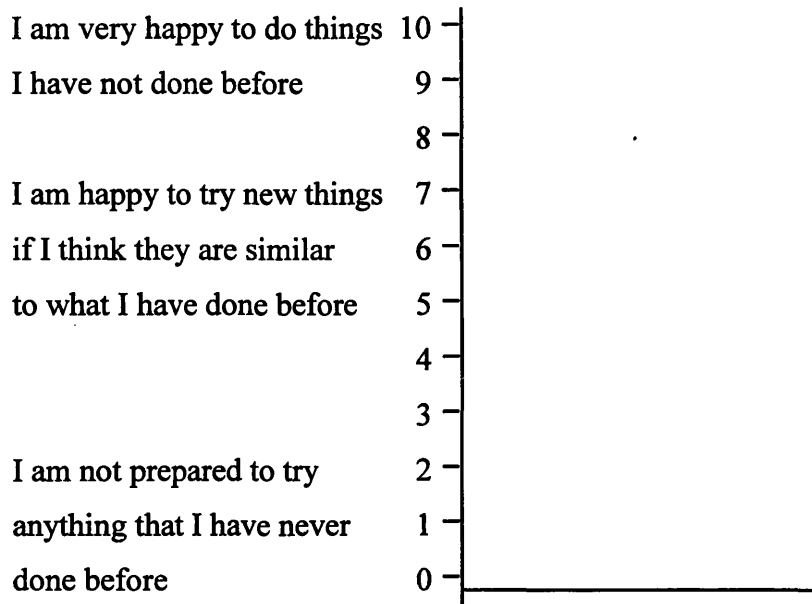 I am very happy to do things 10
I have not done before 9
8
I am happy to try new things 7
if I think they are similar 6
to what I have done before 5
4
3
I am not prepared to try 2
anything that I have never 1
done before 0